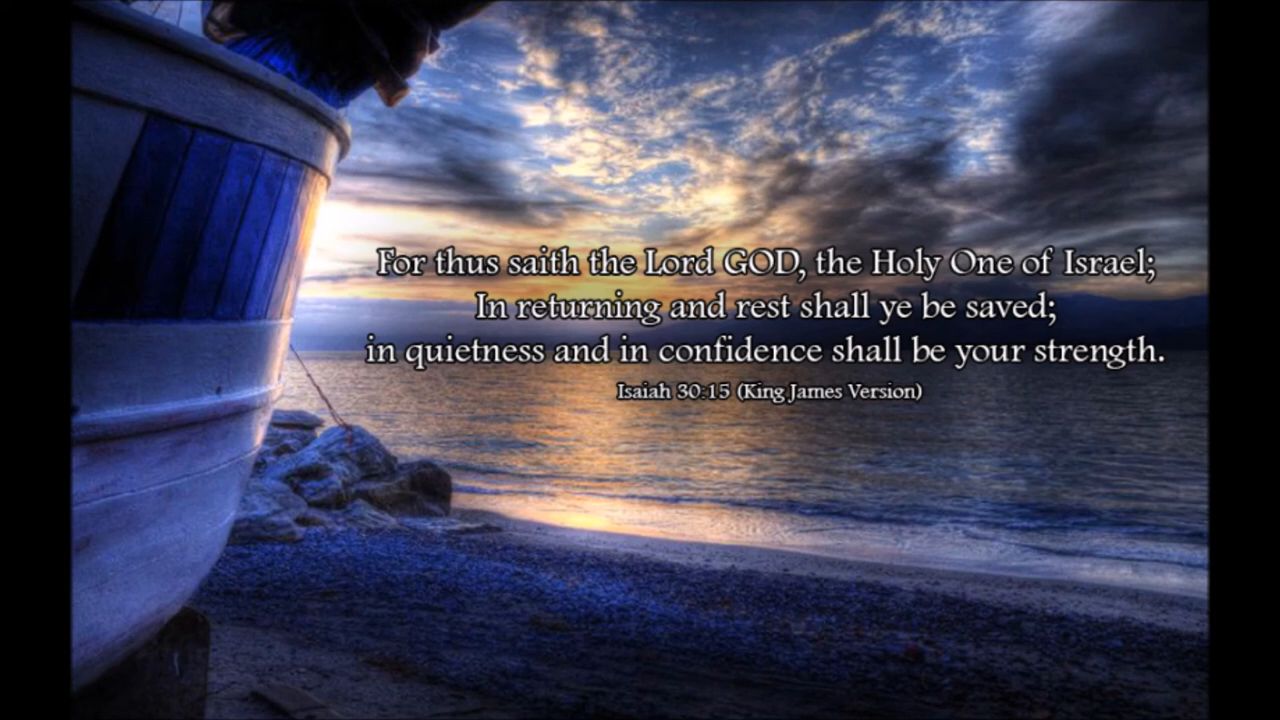 For thus saith the Lord GOD, the Holy One of Israel;
In returning and rest shall ye be saved;
in quietness and in confidence shall be your strength.
Isaiah 30:15 (King James Version)